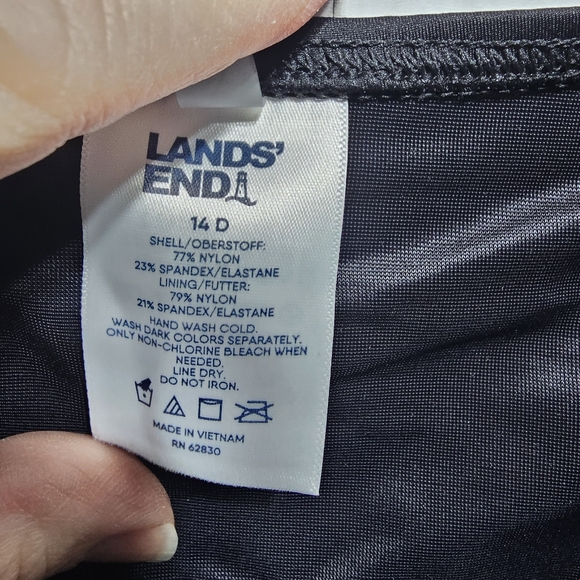 LANDS'
END
14 D
SHELL/OBERSTOFF:
77% NYLON
23% SPANDEX/ELASTANE
LINING/FUTTER:
79% NYLON
21% SPANDEX/ELASTANE
HAND WASH COLD.
WASH DARK COLORS SEPARATELY.
ONLY NON-CHLORINE BLEACH WHEN
NEEDED.
LINE DRY.
DO NOT IRON.
MADE IN VIETNAM
RN 62830